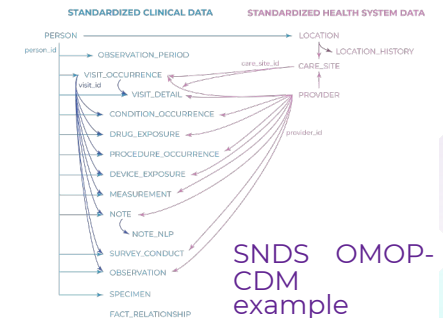 STANDARDIZED CLINICAL DATA
STANDARDIZED HEALTH SYSTEM DATA
PERSON
LOCATION
person_id
OBSERVATION_PERIOD
LOCATION_HISTORY
care_site_id
CARE_SITE
VISIT_OCCURRENCE
visit_id
VISIT_DETAIL
PROVIDER
CONDITION_OCCURRENCE
DRUG_EXPOSURE
provider_id
PROCEDURE_OCCURRENCE
DEVICE_EXPOSURE
MEASUREMENT
NOTE
NOTE_NLP
SURVEY_CONDUCT
OBSERVATION
SPECIMEN
FACT_RELATIONSHIP
SNDS OMOP-
CDM
example